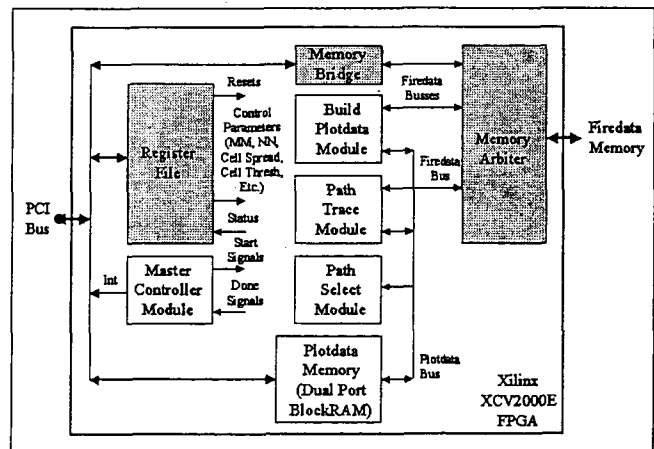 Memory
Bridge
Resets
Firedata
Busses
Control
Parameters
(MM, NN,
Cell Spread,
Cell Thresh,
Etc.)
Build
Plotdata
Module
Register
File
Memory
Arbiter
Firedata
Memory
Firedata
Bus
Path
Trace
Module
PCI
Bus
Status
Start
Signals
Int
Master
Controller
Module
Done
Signals
Path
Select
Module
Plotdata
Memory
(Dual Port
BlockRAM)
Plotdata
Bus
Xilinx
XCV2000E
FPGA